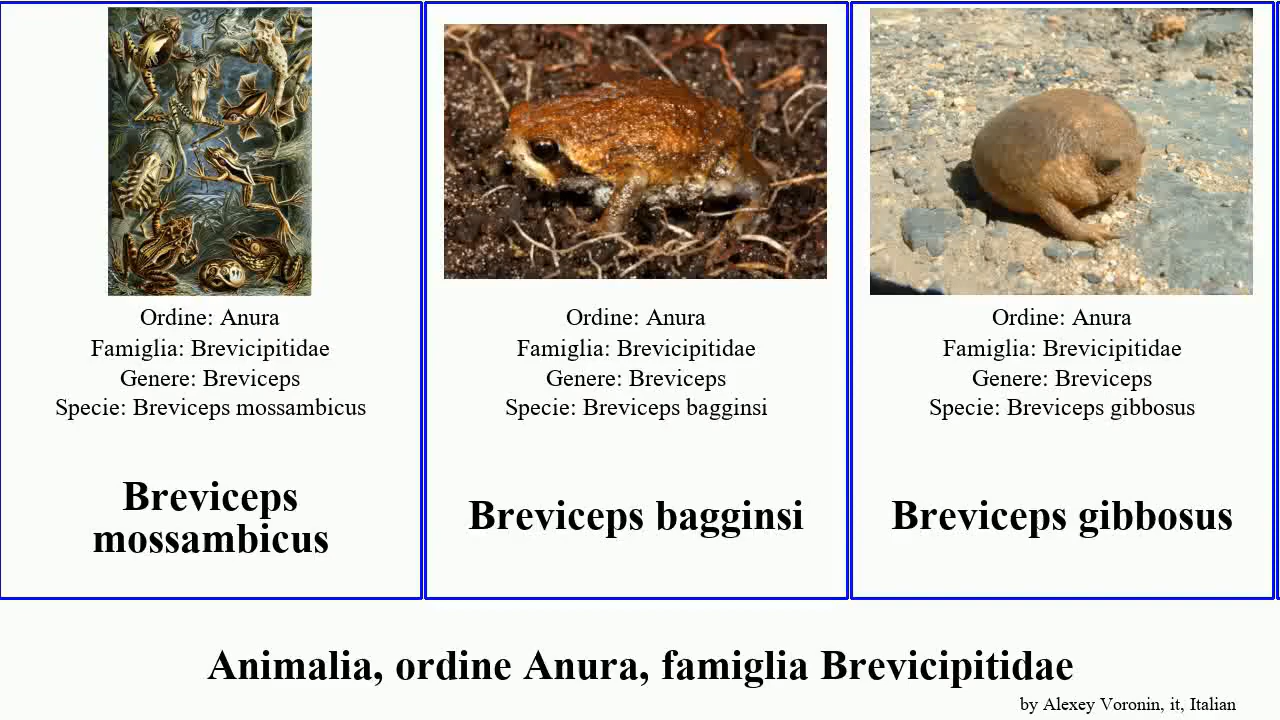 Ordine: Anura
Famiglia: Brevicipitidae
Genere: Breviceps
Specie: Breviceps mossambicus
Breviceps
mossambicus
Ordine: Anura
Famiglia: Brevicipitidae
Genere: Breviceps
Specie: Breviceps bagginsi
Breviceps bagginsi
Ordine: Anura
Famiglia: Brevicipitidae
Genere: Breviceps
Specie: Breviceps gibbosus
Breviceps gibbosus
Animalia, ordine Anura, famiglia Brevicipitidae
by Alexey Voronin, it, Italian